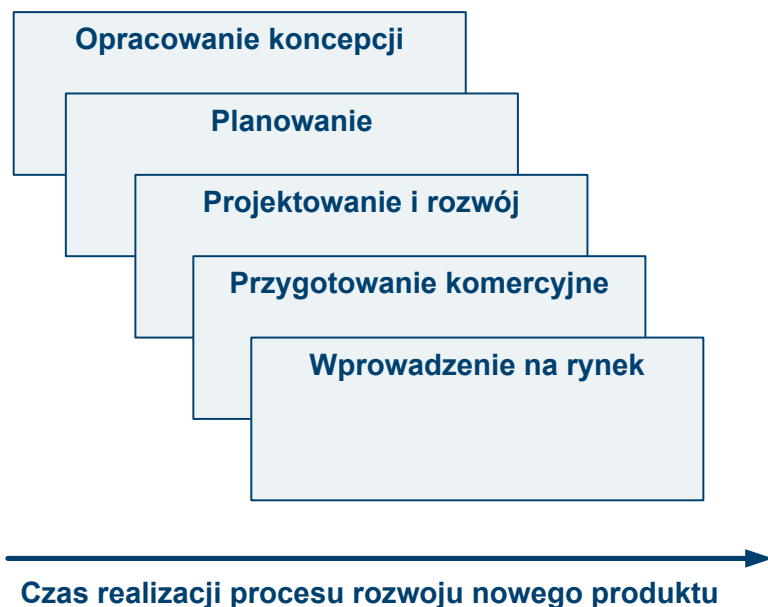 Opracowanie koncepcji
Planowanie
Projektowanie i rozwój
Przygotowanie komercyjne
Wprowadzenie na rynek
Czas realizacji procesu rozwoju nowego produktu